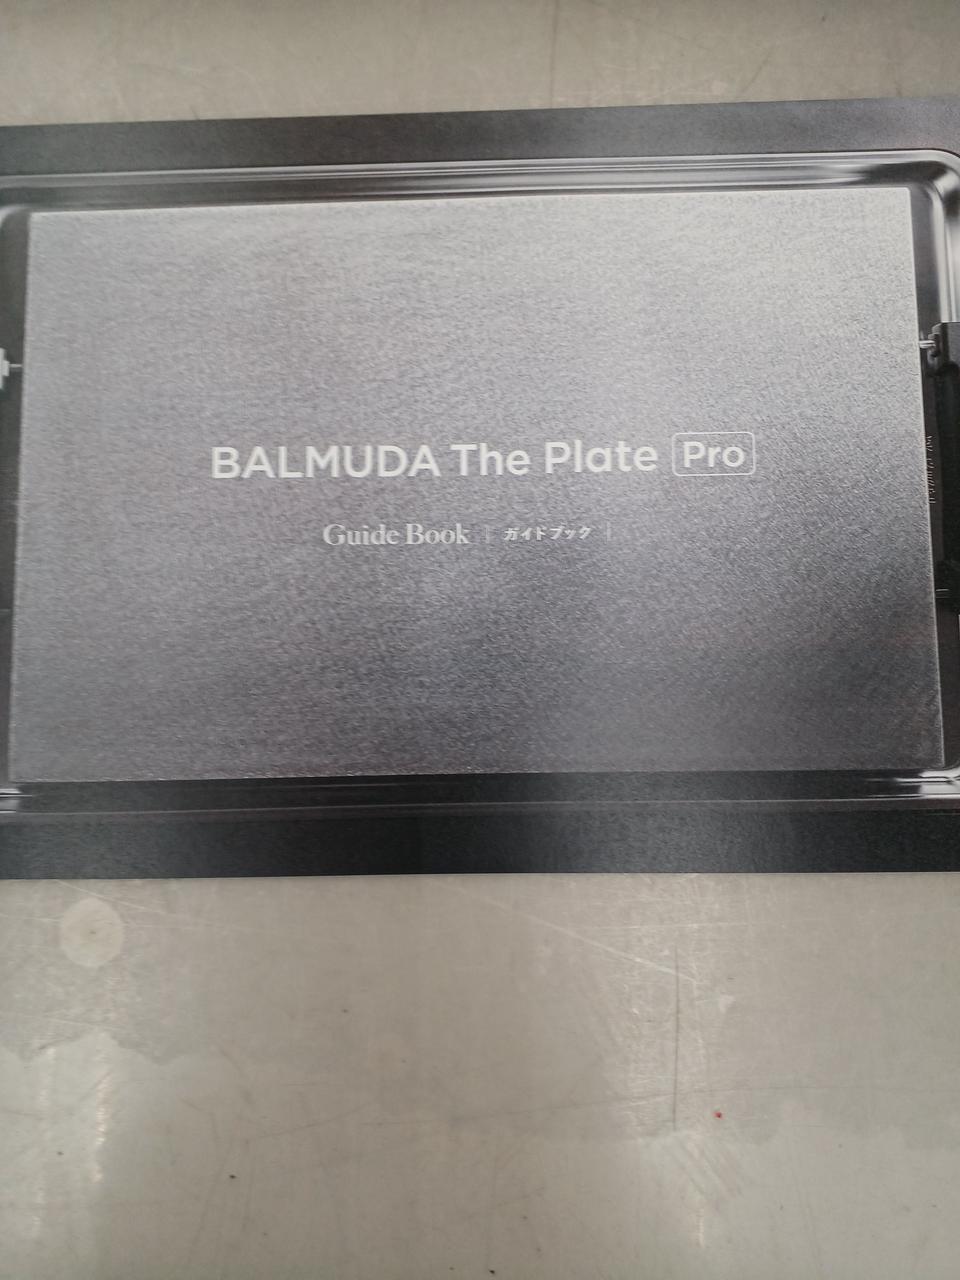 BALMUDA The Plate Pro
Guide Book | ガイドブック |